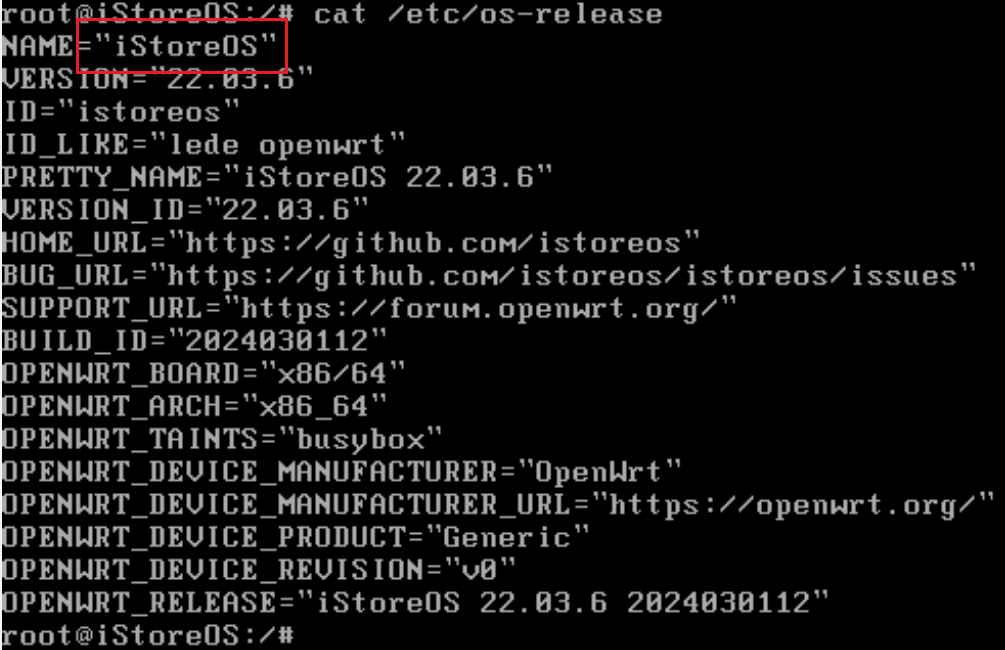 root@iStoreOS:/# cat /etc/os-release
NAME="iStoreOS"
VERSION="22.03.6"
ID="istoreos"
ID_LIKE="lede openwrt"
PRETTY_NAME="iStoreOS 22.03.6"
VERSION_ID="22.03.6"
HOME_URL="https://github.com/istoreos"
BUG_URL="https://github.com/istoreos/istoreos/issues"
SUPPORT_URL="https://forum.openwrt.org/"
BUILD_ID="2024030112"
OPENWRT_BOARD="x86/64"
OPENWRT_ARCH="x86_64"
OPENWRT_TAINTS="busybox"
OPENWRT_DEVICE_MANUFACTURER="OpenWrt"
OPENWRT_DEVICE_MANUFACTURER_URL="https://openwrt.org/"
OPENWRT_DEVICE_PRODUCT="Generic"
OPENWRT_DEVICE_REVISION="v0"
OPENWRT_RELEASE="iStoreOS 22.03.6 2024030112"
root@iStoreOS:/#